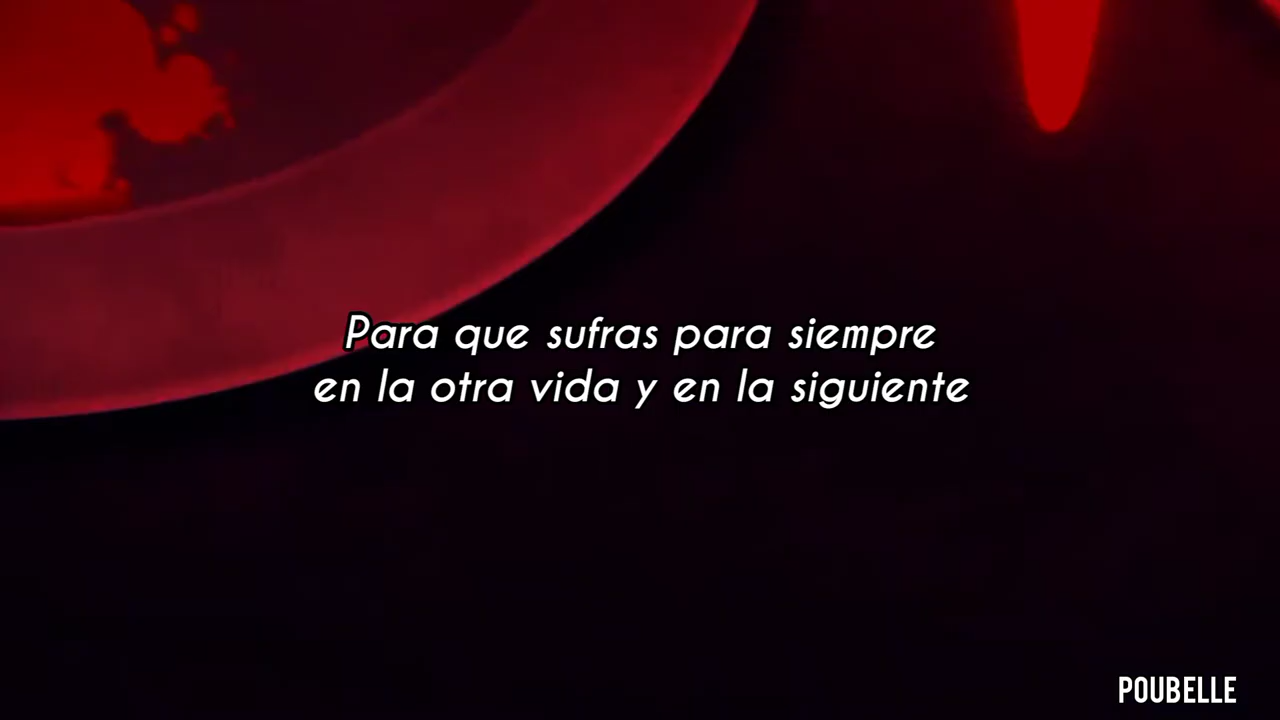 Para que sufras para siempre
en la otra vida y en la siguiente
POUBELLE